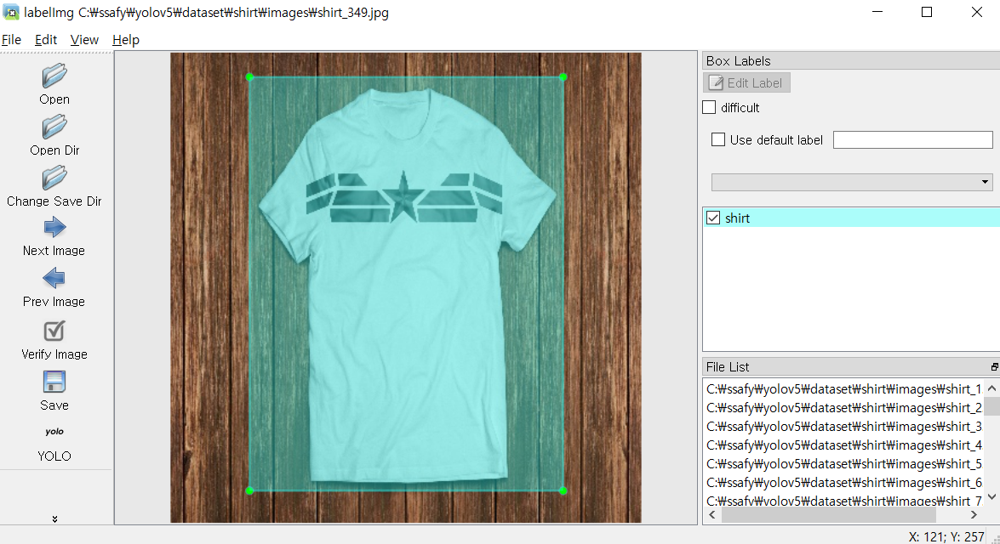 labelImg C:₩ssafy₩yolov5₩dataset₩shirt₩images₩shirt_349.jpg
File Edit View Help
Open
Open Dir
Change Save Dir
Next Image
Prev Image
Verify Image
Save
yolo
YOLO
Box Labels
Edit Label
difficult
Use default label
shirt
File List
C:₩ssafy₩yolov5₩dataset₩shirt₩images₩shirt_1
C:₩ssafy₩yolov5₩dataset₩shirt₩images₩shirt_2
C:₩ssafy₩yolov5₩dataset₩shirt₩images₩shirt_3
C:₩ssafy₩yolov5₩dataset₩shirt₩images₩shirt_4
C:₩ssafy₩yolov5₩dataset₩shirt₩images₩shirt_5
C:₩ssafy₩yolov5₩dataset₩shirt₩images₩shirt_6
C:₩ssafy₩yolov5₩dataset₩shirt₩images₩shirt_7
X: 121; Y: 257